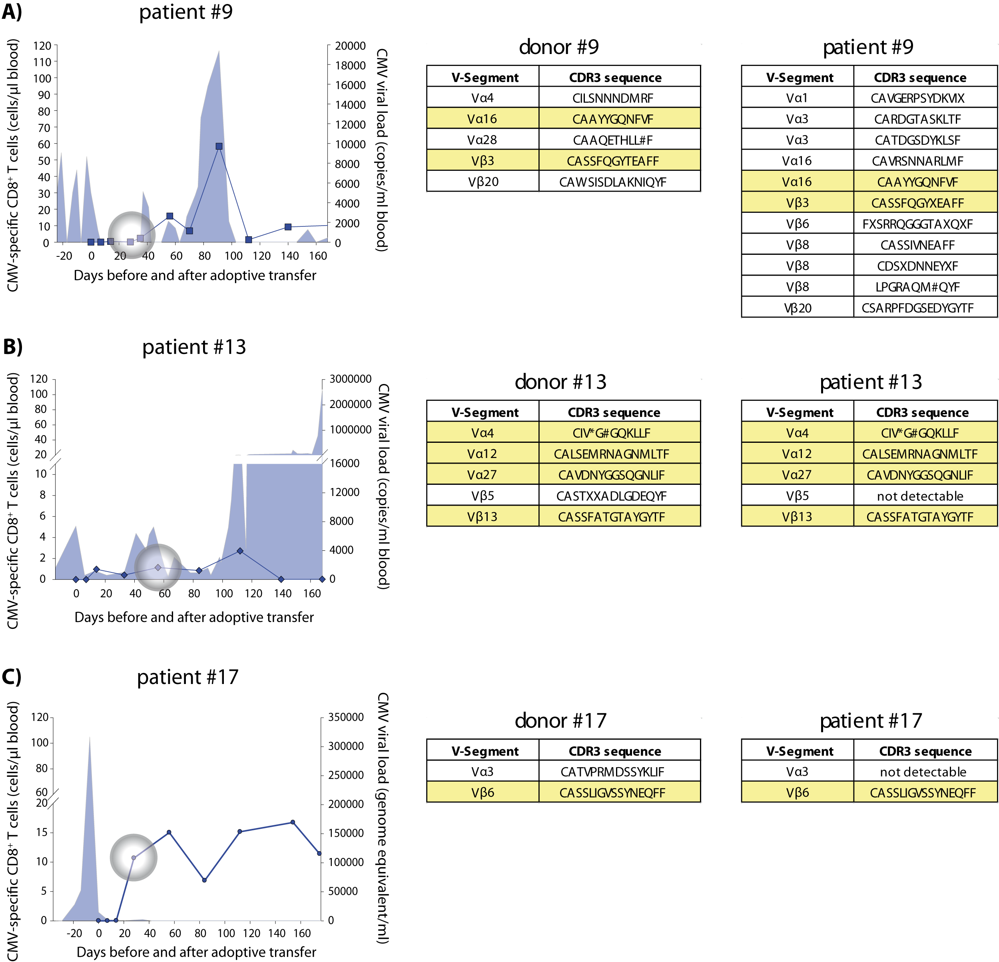 A)
patient #9
CMV-specific CD8+ T cells (cells/µl blood)
120
110
100
90
80
70
60
50
40
30
20
10
0
20000
18000
16000
14000
12000
10000
8000
6000
4000
2000
0
CMV viral load (copies/ml blood)
-20 0 20 40 60 80 100 120 140 160
Days before and after adoptive transfer
donor #9
V-Segment CDR3 sequence
Vα4 CILSNNNDMRF
Vα16 CAAYYGQNFVF
Vα28 CAAQETHLL#F
Vβ3 CASSFQGYTEAFF
Vβ20 CAWSISDLAKNIQYF
patient #9
V-Segment CDR3 sequence
Vα1 CAVGERPSYDKVIX
Vα3 CARDGTASKLTF
Vα3 CATDGSDYKLSF
Vα16 CAVRSNNARLMF
Vα16 CAAYYGQNFVF
Vβ3 CASSFQGYXEAFF
Vβ6 FXSRRQGGGTAXQXF
Vβ8 CASSIVNEAFF
Vβ8 CDSXDNNEYXF
Vβ8 LPGRAQM#QYF
Vβ20 CSARPFDGSEDYGYTF
B)
patient #13
CMV-specific CD8+ T cells (cells/µl blood)
120
100
80
60
40
20
10
8
6
4
2
0
3000000
2000000
1000000
16000
12000
8000
4000
0
CMV viral load (copies/ml blood)
0 20 40 60 80 100 120 140 160
Days before and after adoptive transfer
donor #13
V-Segment CDR3 sequence
Vα4 CIV*G#GQKLLF
Vα12 CALSEMRNAGNMLTF
Vα27 CAVDNYGGSQGNLIF
Vβ5 CASTXXADLGDEQYF
Vβ13 CASSFATGTAYGYTF
patient #13
V-Segment CDR3 sequence
Vα4 CIV*G#GQKLLF
Vα12 CALSEMRNAGNMLTF
Vα27 CAVDNYGGSQGNLIF
Vβ5 not detectable
Vβ13 CASSFATGTAYGYTF
C)
patient #17
CMV-specific CD8+ T cells (cells/µl blood)
120
100
80
60
20
15
10
5
0
350000
300000
250000
200000
150000
100000
50000
0
CMV viral load (genome equivalent/ml)
-20 0 20 40 60 80 100 120 140 160
Days before and after adoptive transfer
donor #17
V-Segment CDR3 sequence
Vα3 CATVPRMDSSYKLIF
Vβ6 CASSLIGVSSYNEQFF
patient #17
V-Segment CDR3 sequence
Vα3 not detectable
Vβ6 CASSLIGVSSYNEQFF